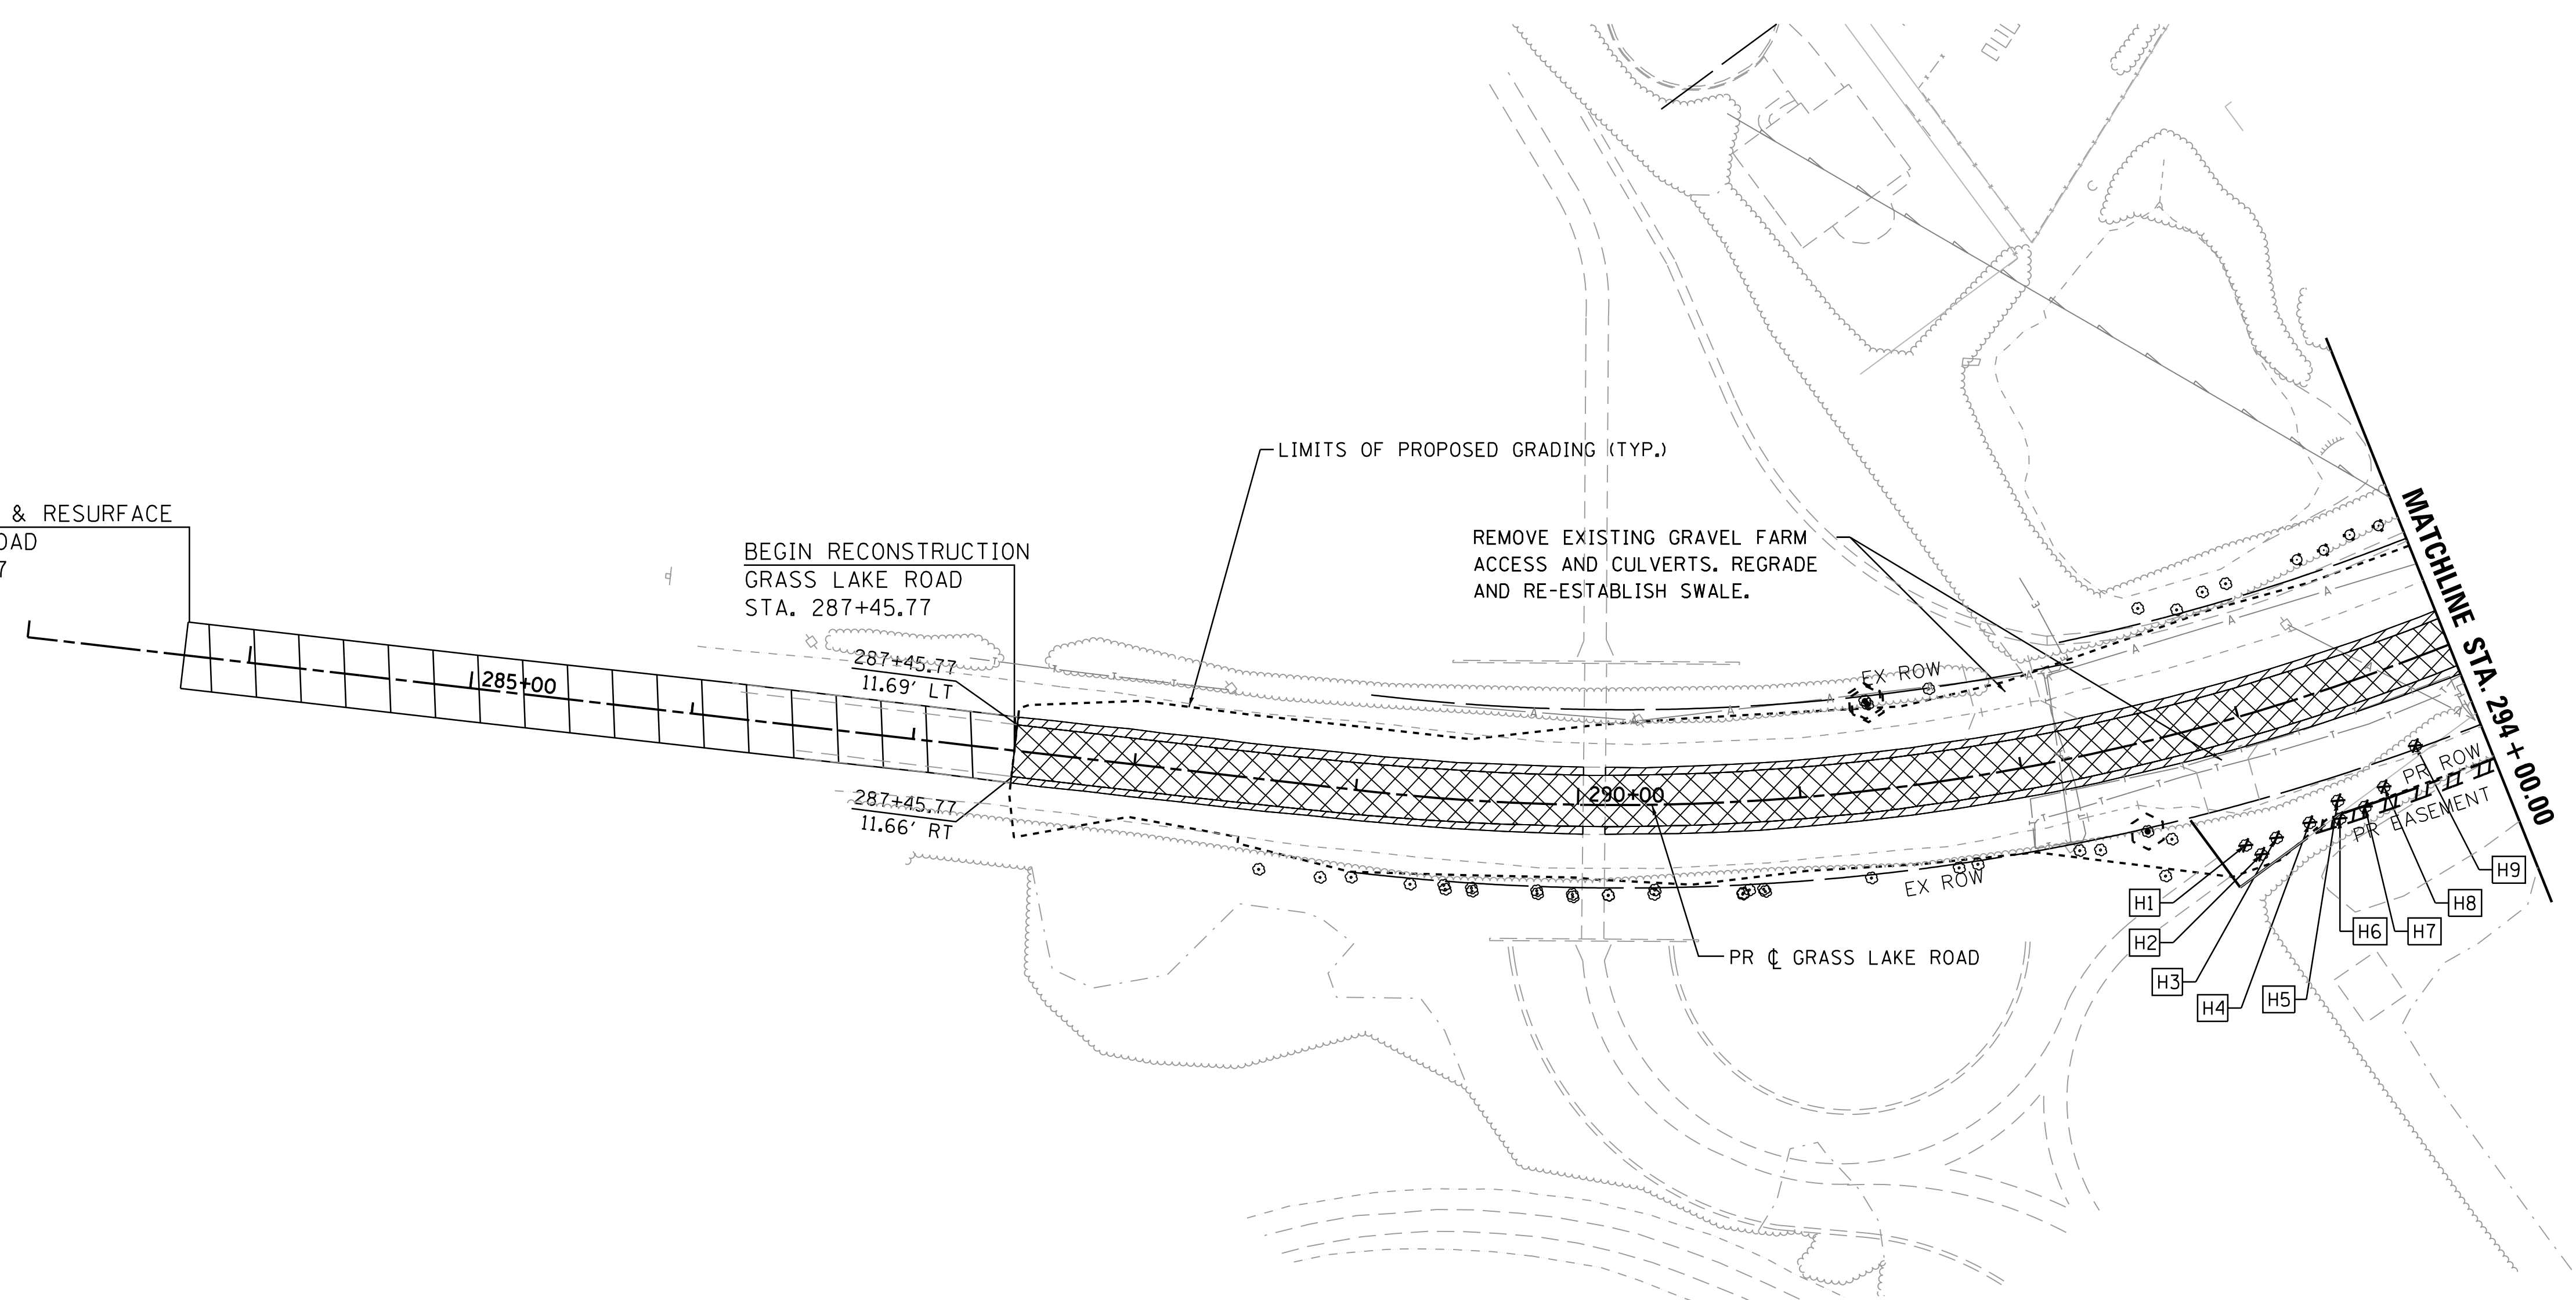 & RESURFACE
OAD
7
285+00
BEGIN RECONSTRUCTION
GRASS LAKE ROAD
STA. 287+45.77
287+45.77
11.69' LT
287+45.77
11.66' RT
LIMITS OF PROPOSED GRADING (TYP.)
REMOVE EXISTING GRAVEL FARM
ACCESS AND CULVERTS. REGRADE
AND RE-ESTABLISH SWALE.
EX ROW
290+00
EX ROW
PR ℄ GRASS LAKE ROAD
MATCHLINE STA. 294+00.00
PR ROW
PR EASEMENT
H1
H2
H3
H4
H5
H6
H7
H8
H9